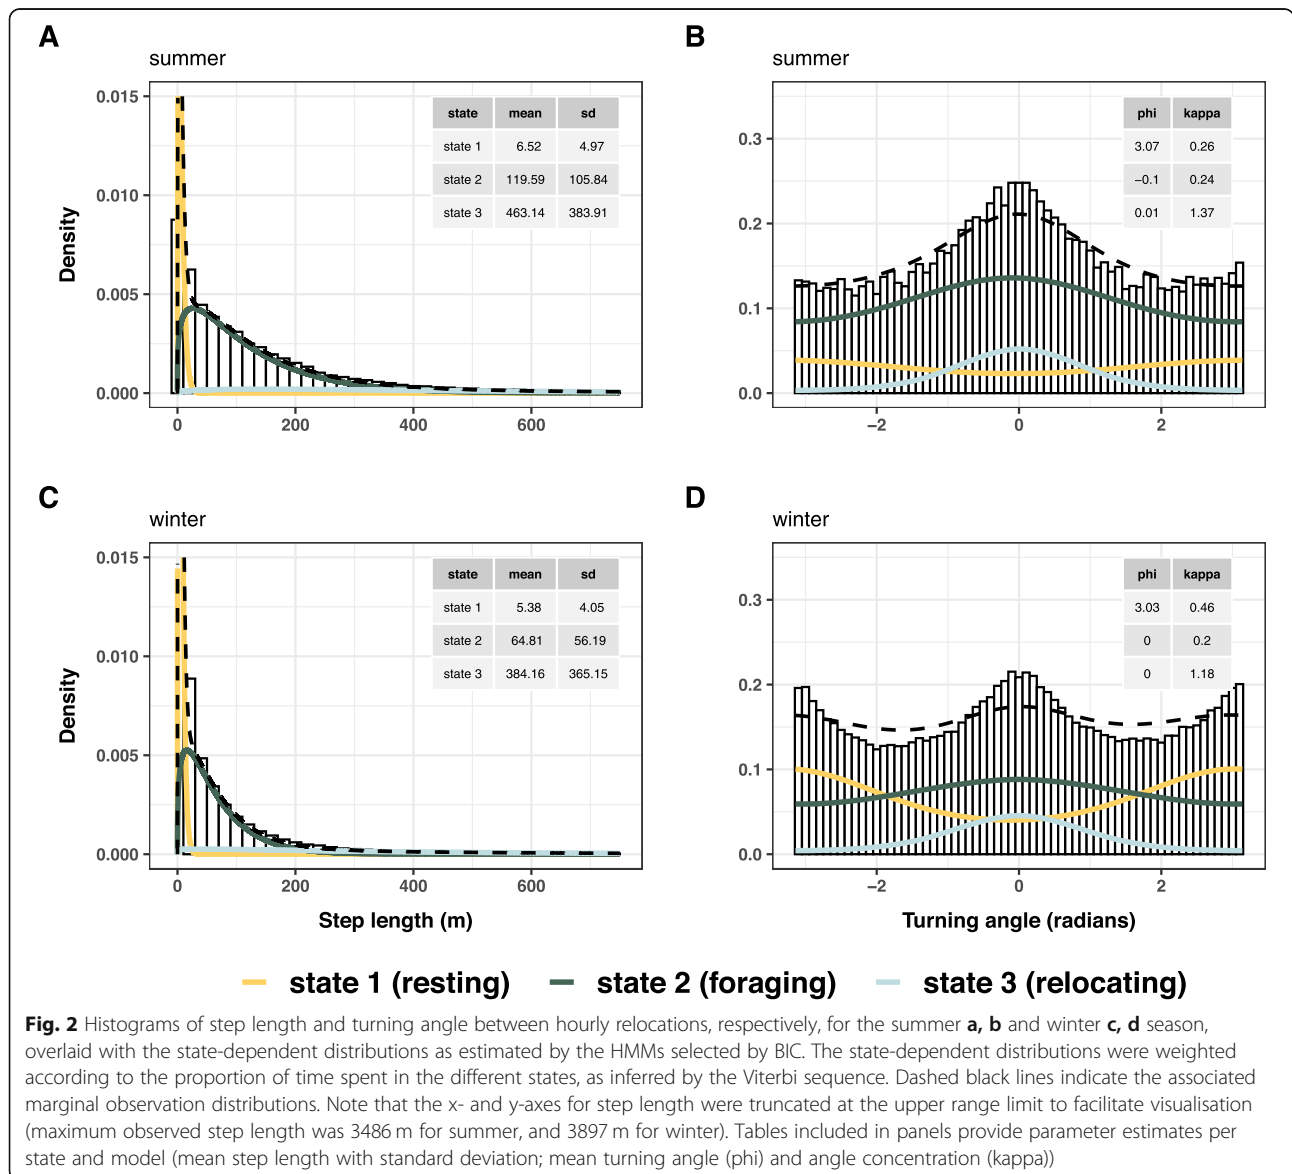 A
summer
0.015
0.010
0.005
0.000
Density
state mean sd
state 1 6.52 4.97
state 2 119.59 105.84
state 3 463.14 383.91
0 200 400 600
B
summer
0.3
0.2
0.1
0.0
phi kappa
3.07 0.26
−0.1 0.24
0.01 1.37
−2 0 2
C
winter
0.015
0.010
0.005
0.000
Density
state mean sd
state 1 5.38 4.05
state 2 64.81 56.19
state 3 384.16 365.15
0 200 400 600
Step length (m)
D
winter
0.3
0.2
0.1
0.0
phi kappa
3.03 0.46
0 0.2
0 1.18
−2 0 2
Turning angle (radians)
state 1 (resting) state 2 (foraging) state 3 (relocating)
Fig. 2 Histograms of step length and turning angle between hourly relocations, respectively, for the summer a, b and winter c, d season,
overlaid with the state-dependent distributions as estimated by the HMMs selected by BIC. The state-dependent distributions were weighted
according to the proportion of time spent in the different states, as inferred by the Viterbi sequence. Dashed black lines indicate the associated
marginal observation distributions. Note that the x- and y-axes for step length were truncated at the upper range limit to facilitate visualisation
(maximum observed step length was 3486 m for summer, and 3897 m for winter). Tables included in panels provide parameter estimates per
state and model (mean step length with standard deviation; mean turning angle (phi) and angle concentration (kappa))